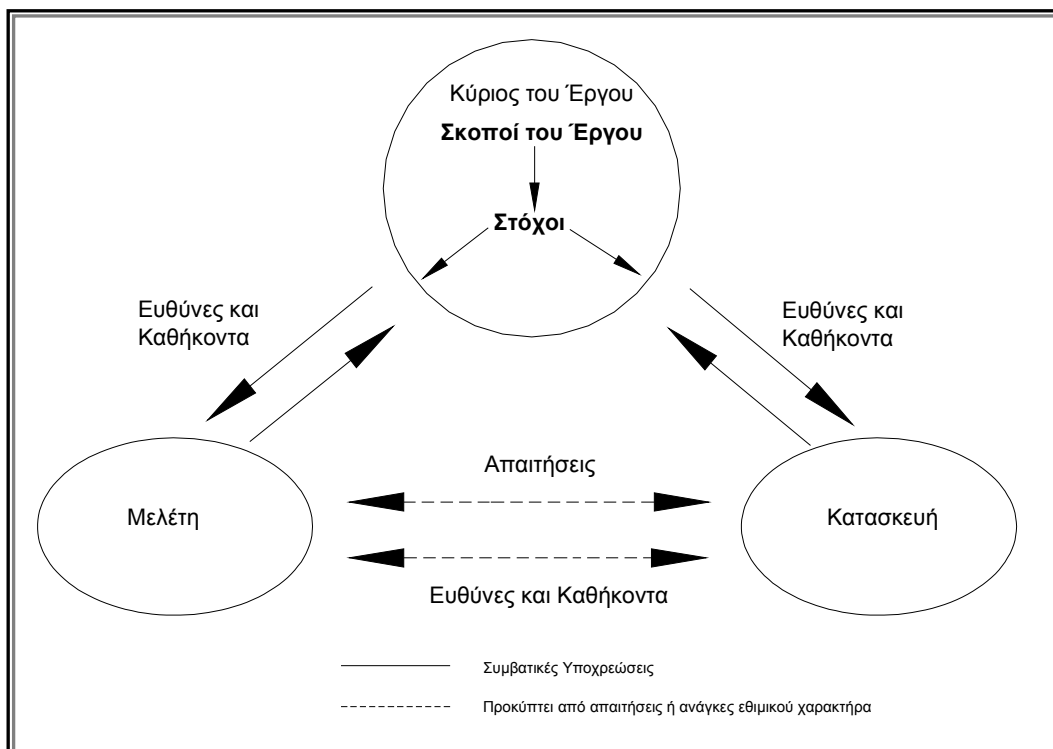 Κύριος του Έργου
Σκοποί του Έργου
Στόχοι
Ευθύνες και
Καθήκοντα
Ευθύνες και
Καθήκοντα
Απαιτήσεις
Μελέτη
Κατασκευή
Ευθύνες και Καθήκοντα
Συμβατικές Υποχρεώσεις
Προκύπτει από απαιτήσεις ή ανάγκες εθιμικού χαρακτήρα